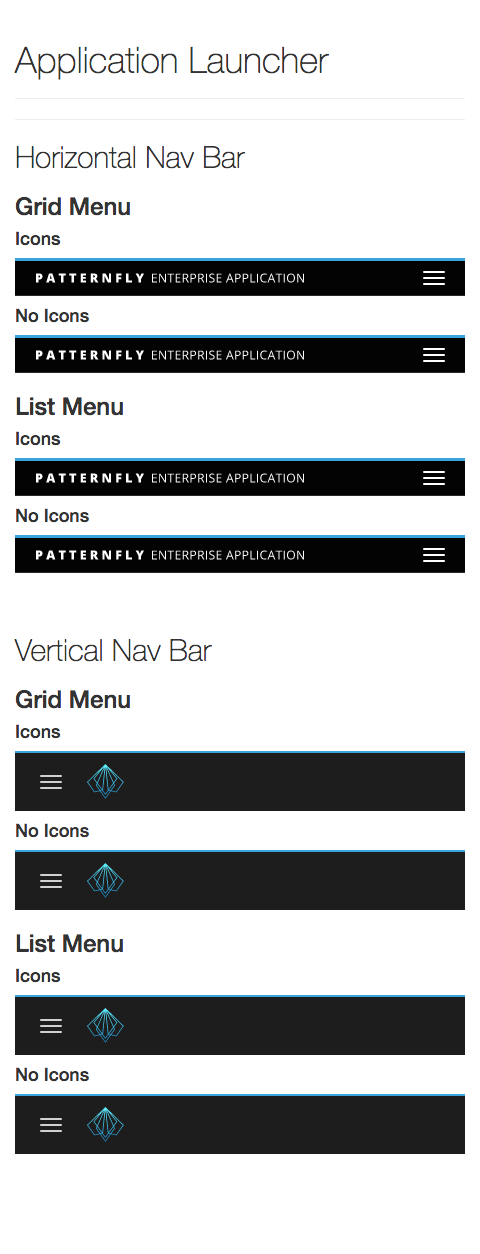 Application Launcher
Horizontal Nav Bar
Grid Menu
Icons
PATTERNFLY ENTERPRISE APPLICATION
No Icons
PATTERNFLY ENTERPRISE APPLICATION
List Menu
Icons
PATTERNFLY ENTERPRISE APPLICATION
No Icons
PATTERNFLY ENTERPRISE APPLICATION
Vertical Nav Bar
Grid Menu
Icons
No Icons
List Menu
Icons
No Icons